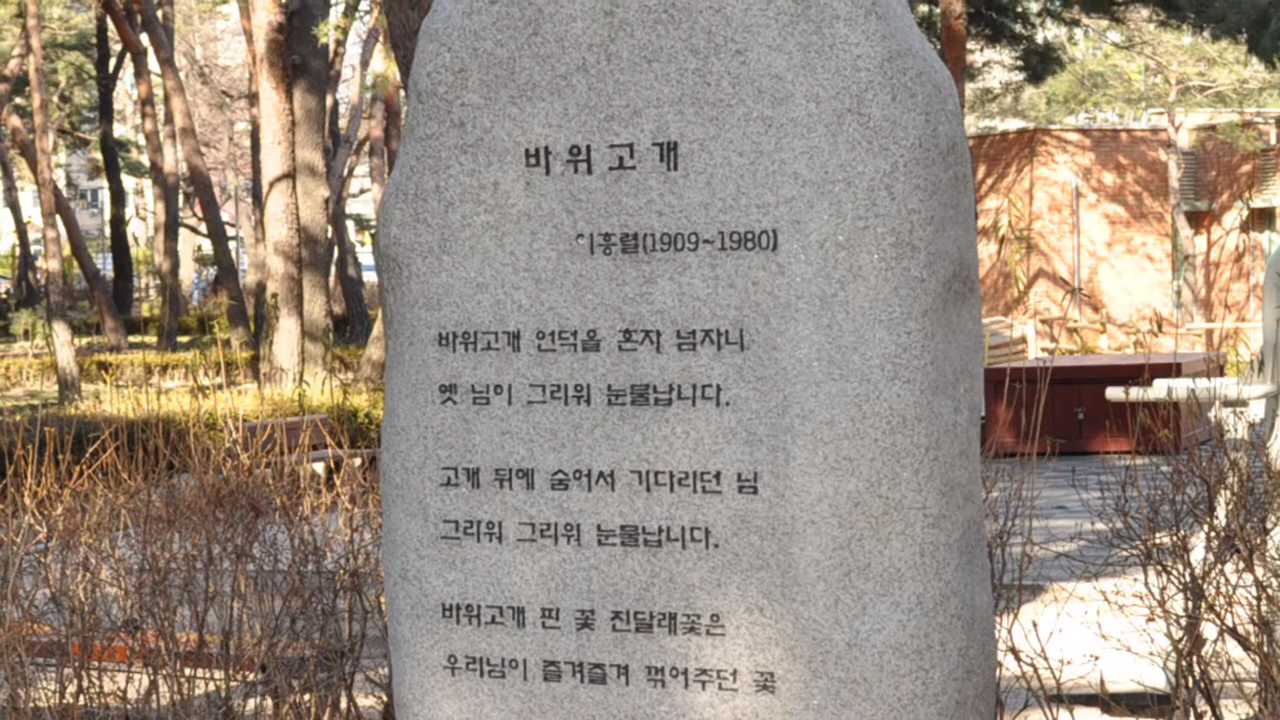 바위고개
이흥렬(1909~1980)
바위고개 언덕을 혼자 넘자니
옛 님이 그리워 눈물납니다.
고개 뒤에 숨어서 기다리던 님
그리워 그리워 눈물납니다.
바위고개 핀 꽃 진달래꽃은
우리님이 즐겨즐겨 꺾어주던 꽃